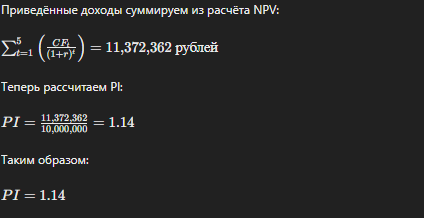 Приведённые доходы суммируем из расчёта NPV:
$\sum_{t=1}^{5} \left( \frac{CF_t}{(1+r)^t} \right) = 11,372,362 \text{ рублей}$
Теперь рассчитаем PI:
$PI = \frac{11,372,362}{10,000,000} = 1.14$
Таким образом:
$PI = 1.14$